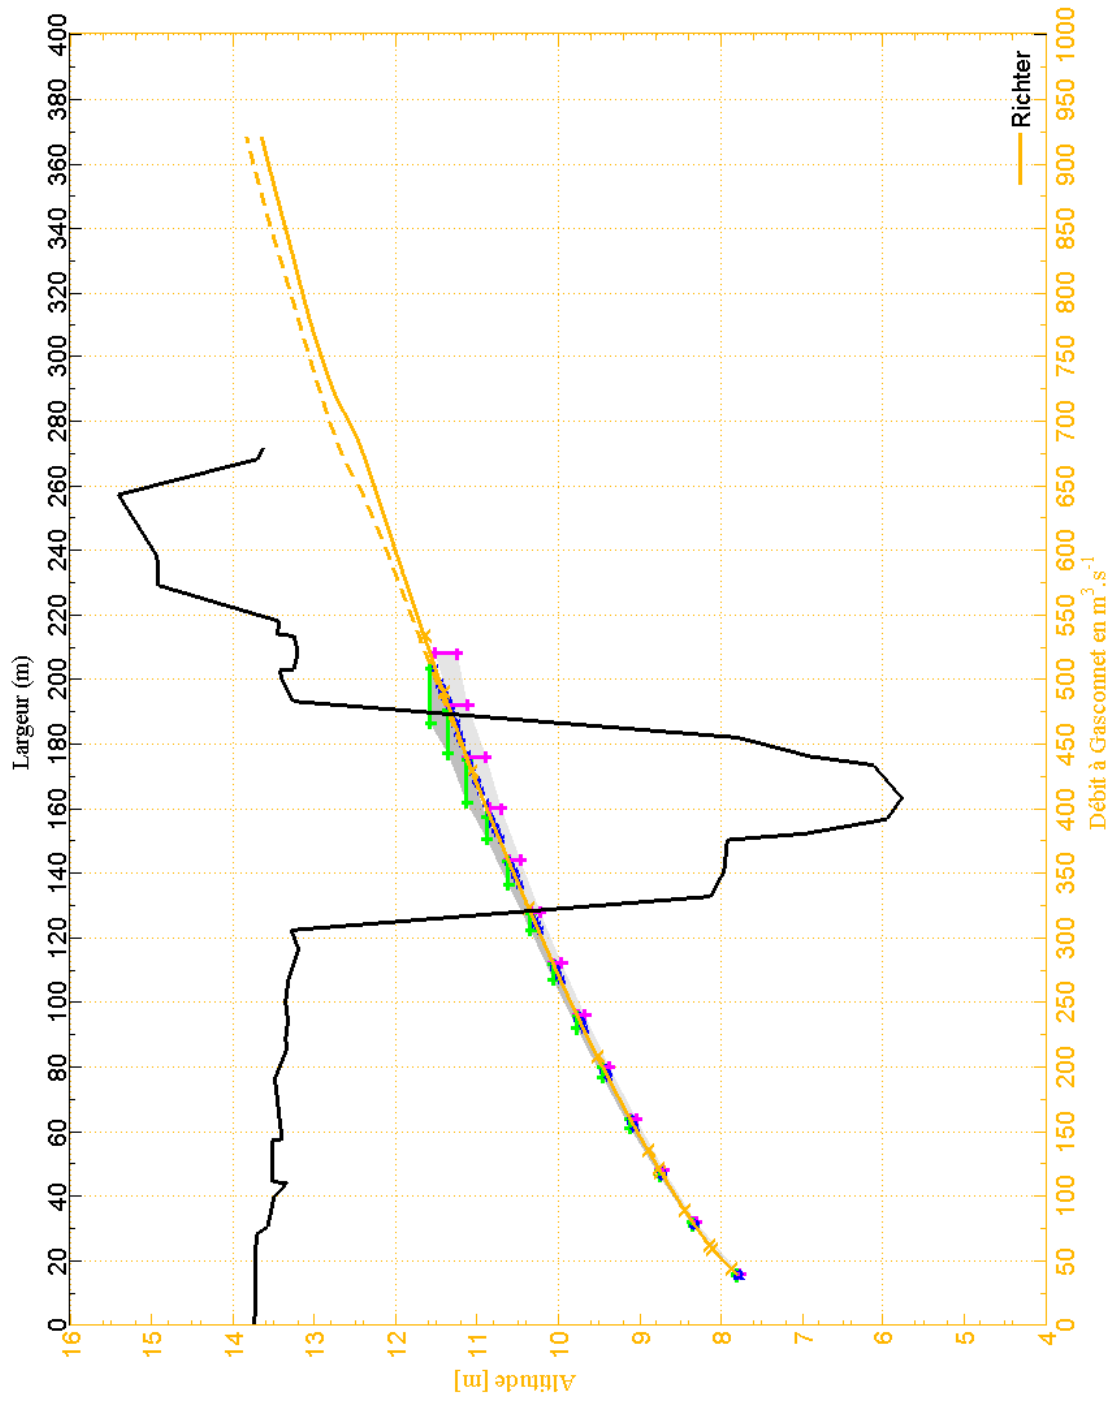 Largeur (m)
0 20 40 60 80 100 120 140 160 180 200 220 240 260 280 300 320 340 360 380 400
16
15
14
13
12
11
10
9
8
7
6
5
4
Altitude [m]
Richter
0 50 100 150 200 250 300 350 400 450 500 550 600 650 700 750 800 850 900 950 1000
Débit à Gasconnet en m³.s⁻¹